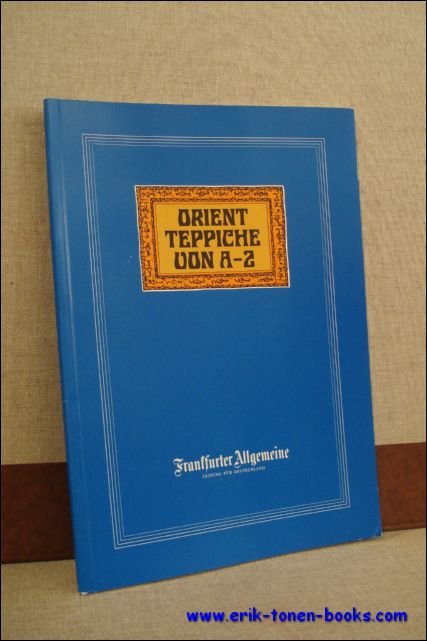 ORIENT
TEPPICHE
VON A-Z
Frankfurter Allgemeine
ZEITUNG FÜR DEUTSCHLAND
www.erik-tonen-books.com